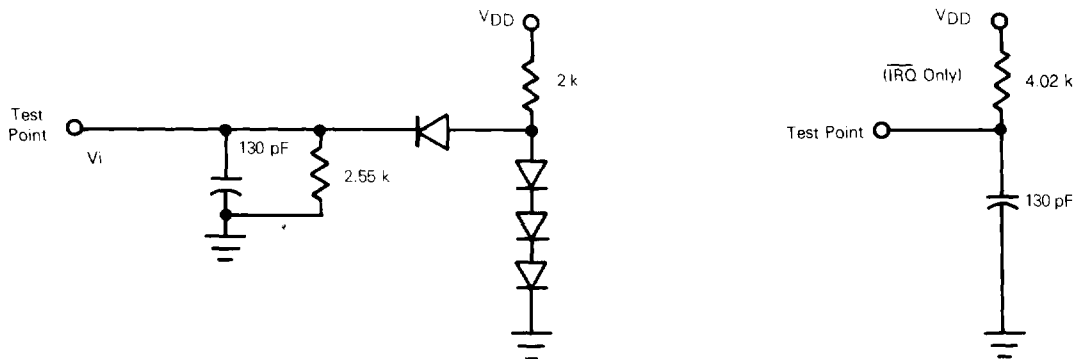 VDD
2 k
Test
Point
Vi
130 pF
2.55 k
VDD
(IRQ Only)
4.02 k
Test Point
130 pF